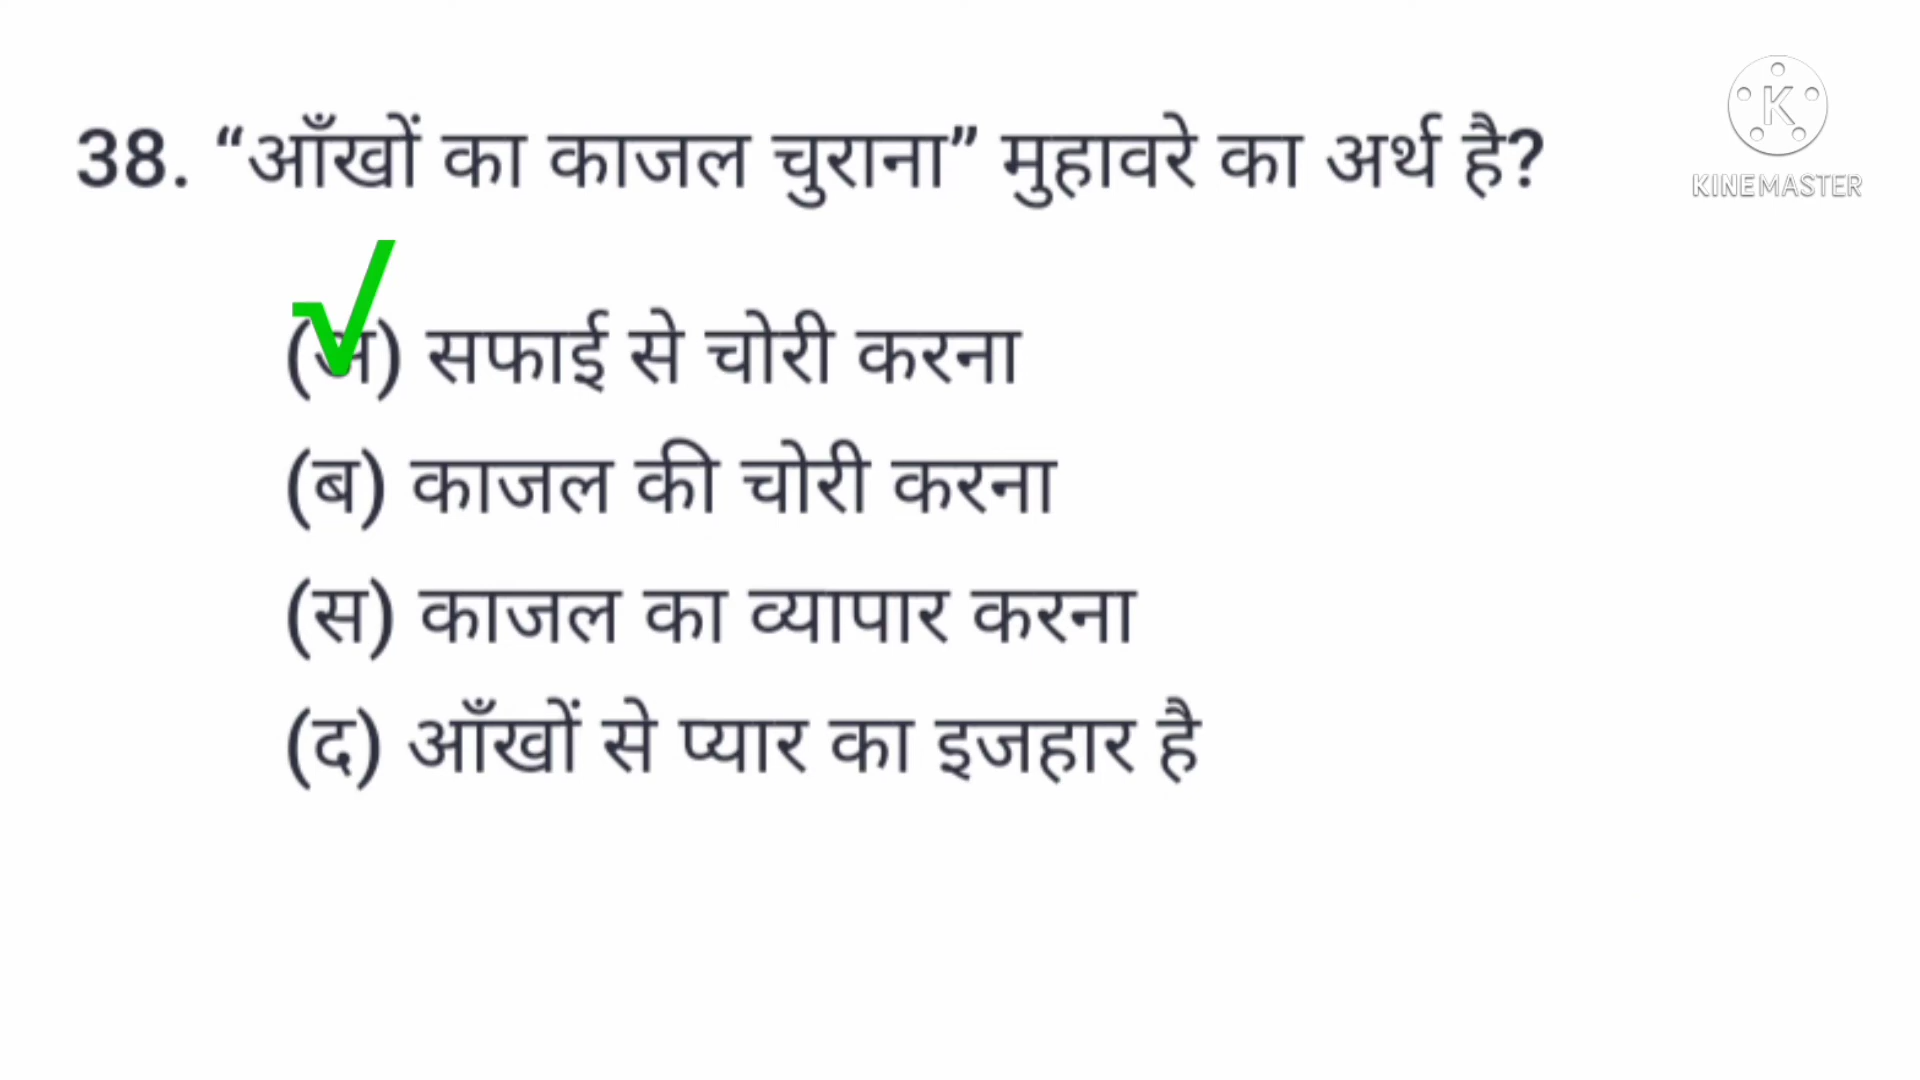 38. “आँखों का काजल चुराना” मुहावरे का अर्थ है?
K
KINEMASTER
(अ) सफाई से चोरी करना
(ब) काजल की चोरी करना
(स) काजल का व्यापार करना
(द) आँखों से प्यार का इजहार है